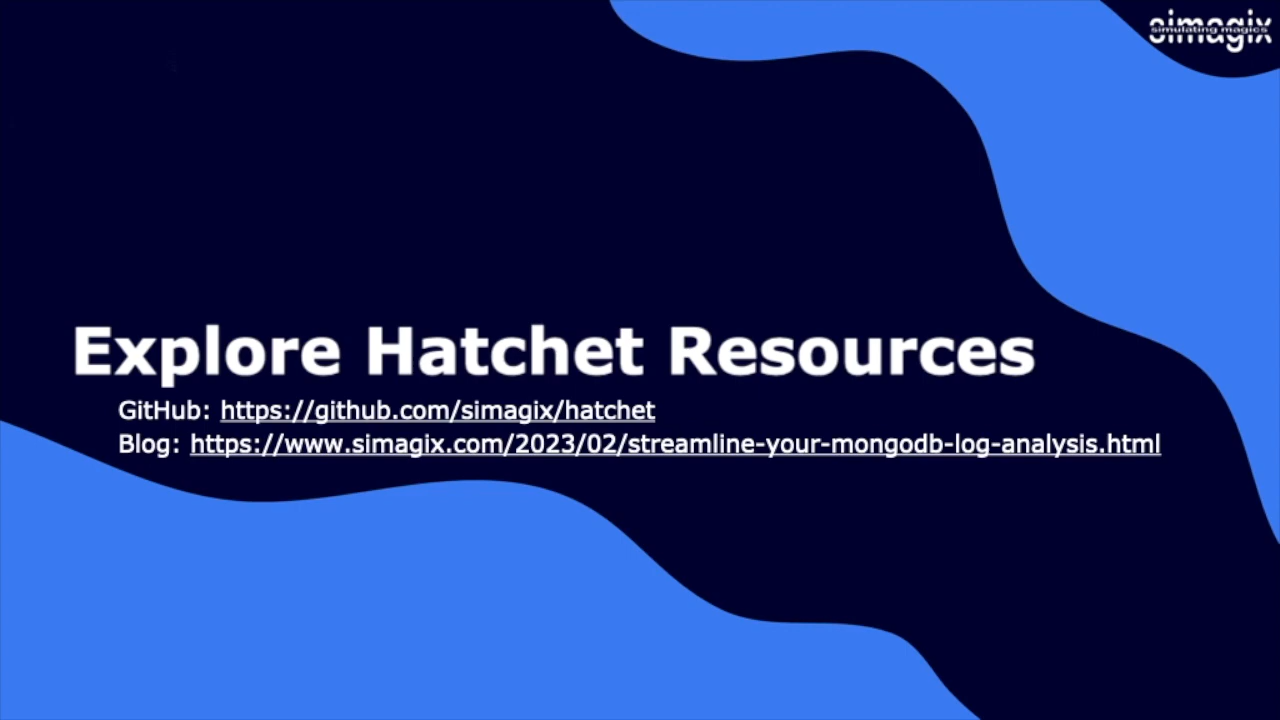 simagix
simulating magics
Explore Hatchet Resources
GitHub: https://github.com/simagix/hatchet
Blog: https://www.simagix.com/2023/02/streamline-your-mongodb-log-analysis.html